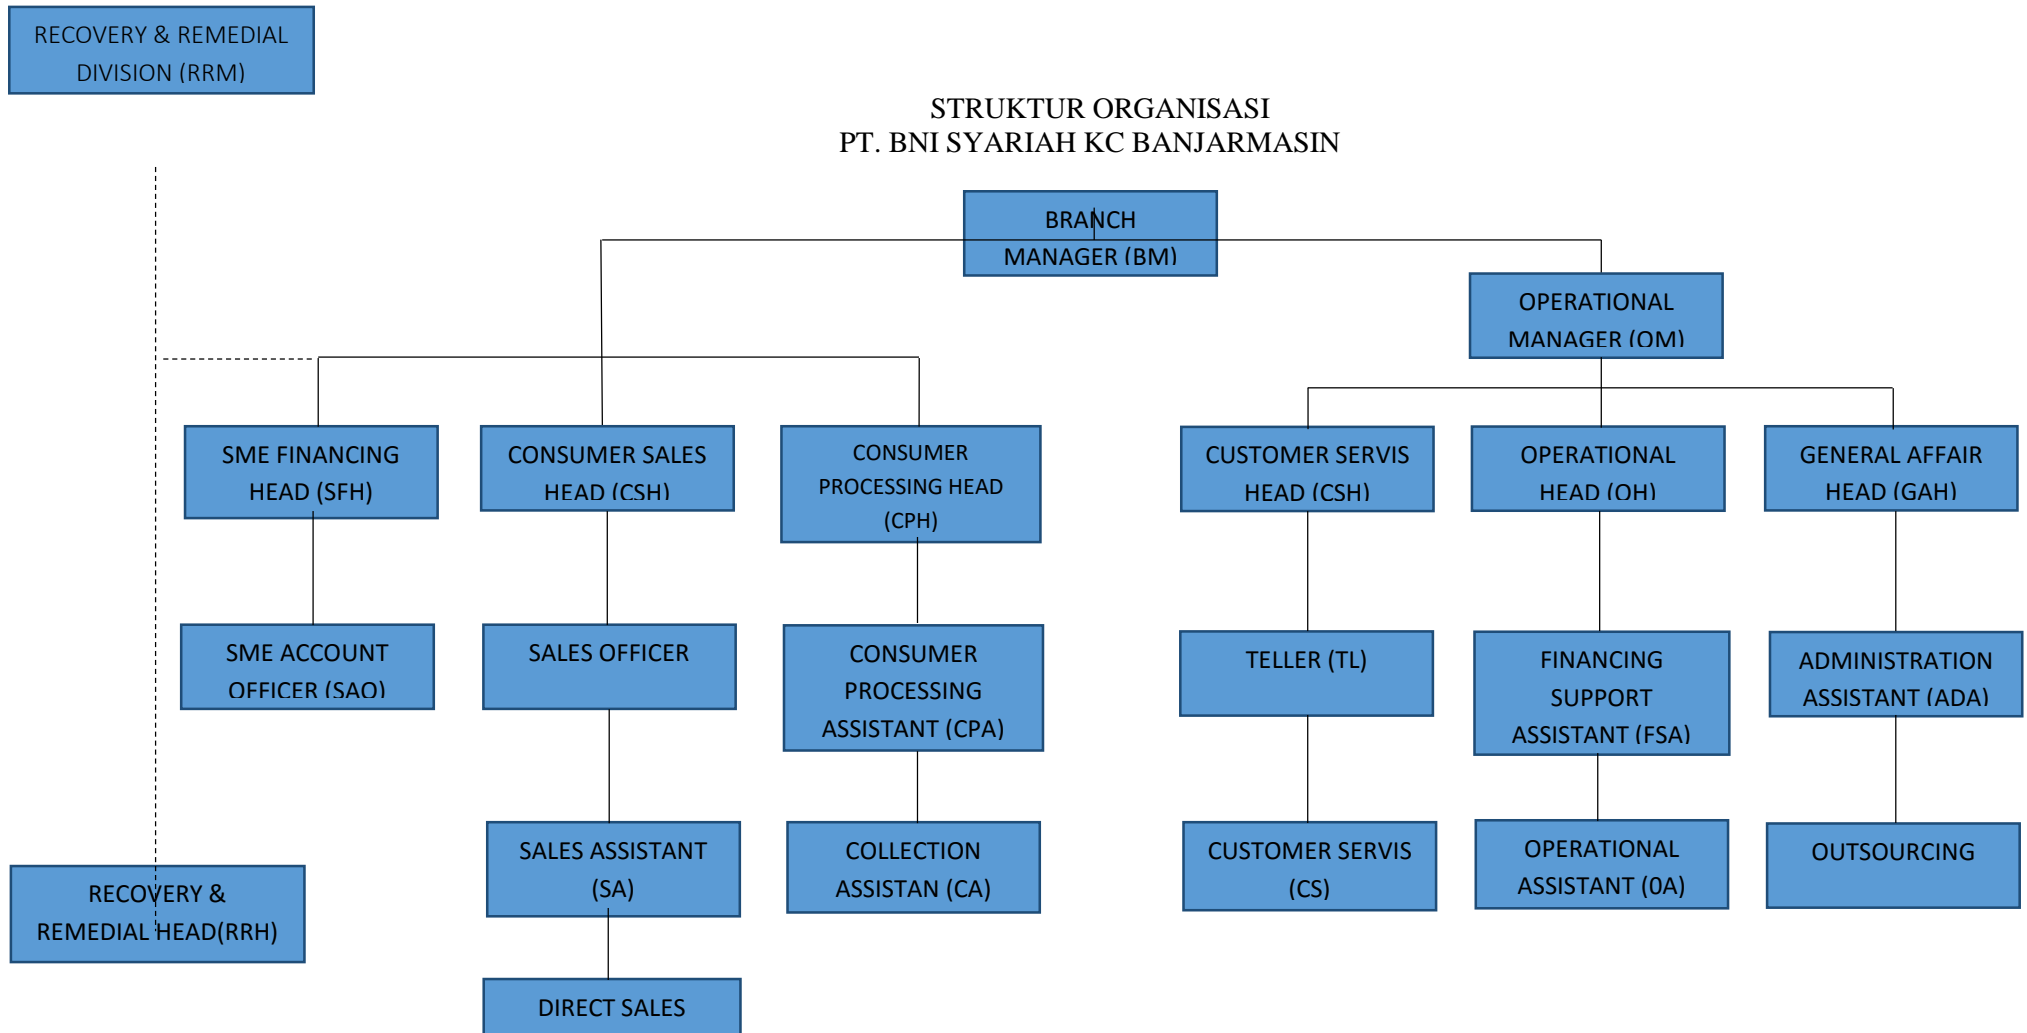 RECOVERY & REMEDIAL
DIVISION (RRM)
STRUKTUR ORGANISASI
PT. BNI SYARIAH KC BANJARMASIN
BRANCH
MANAGER (BM)
OPERATIONAL
MANAGER (OM)
SME FINANCING
HEAD (SFH)
CONSUMER SALES
HEAD (CSH)
CONSUMER
PROCESSING HEAD
(CPH)
CUSTOMER SERVIS
HEAD (CSH)
OPERATIONAL
HEAD (OH)
GENERAL AFFAIR
HEAD (GAH)
SME ACCOUNT
OFFICER (SAO)
SALES OFFICER
CONSUMER
PROCESSING
ASSISTANT (CPA)
TELLER (TL)
FINANCING
SUPPORT
ASSISTANT (FSA)
ADMINISTRATION
ASSISTANT (ADA)
RECOVERY &
REMEDIAL HEAD(RRH)
SALES ASSISTANT
(SA)
COLLECTION
ASSISTAN (CA)
CUSTOMER SERVIS
(CS)
OPERATIONAL
ASSISTANT (0A)
OUTSOURCING
DIRECT SALES